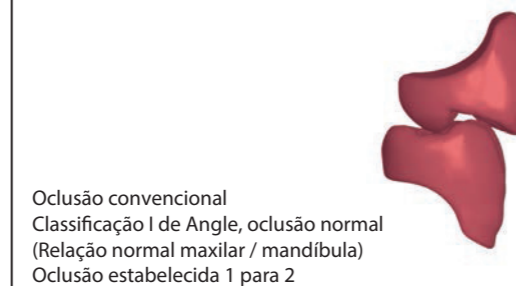 Oclusão convencional
Classificação I de Angle, oclusão normal
(Relação normal maxilar / mandíbula)
Oclusão estabelecida 1 para 2